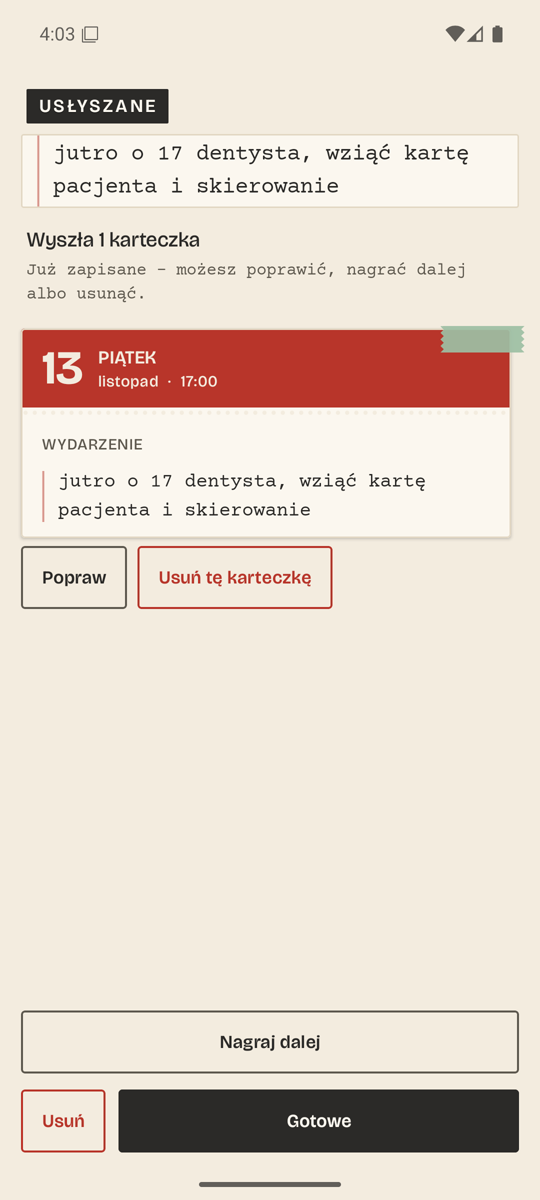 4:03
USŁYSZANE
jutro o 17 dentysta, wziąć kartę
pacjenta i skierowanie
Wyszła 1 karteczka
Już zapisane – możesz poprawić, nagrać dalej
albo usunąć.
13 PIĄTEK
listopad · 17:00
WYDARZENIE
jutro o 17 dentysta, wziąć kartę
pacjenta i skierowanie
Popraw Usuń tę karteczkę
Nagraj dalej
Usuń Gotowe